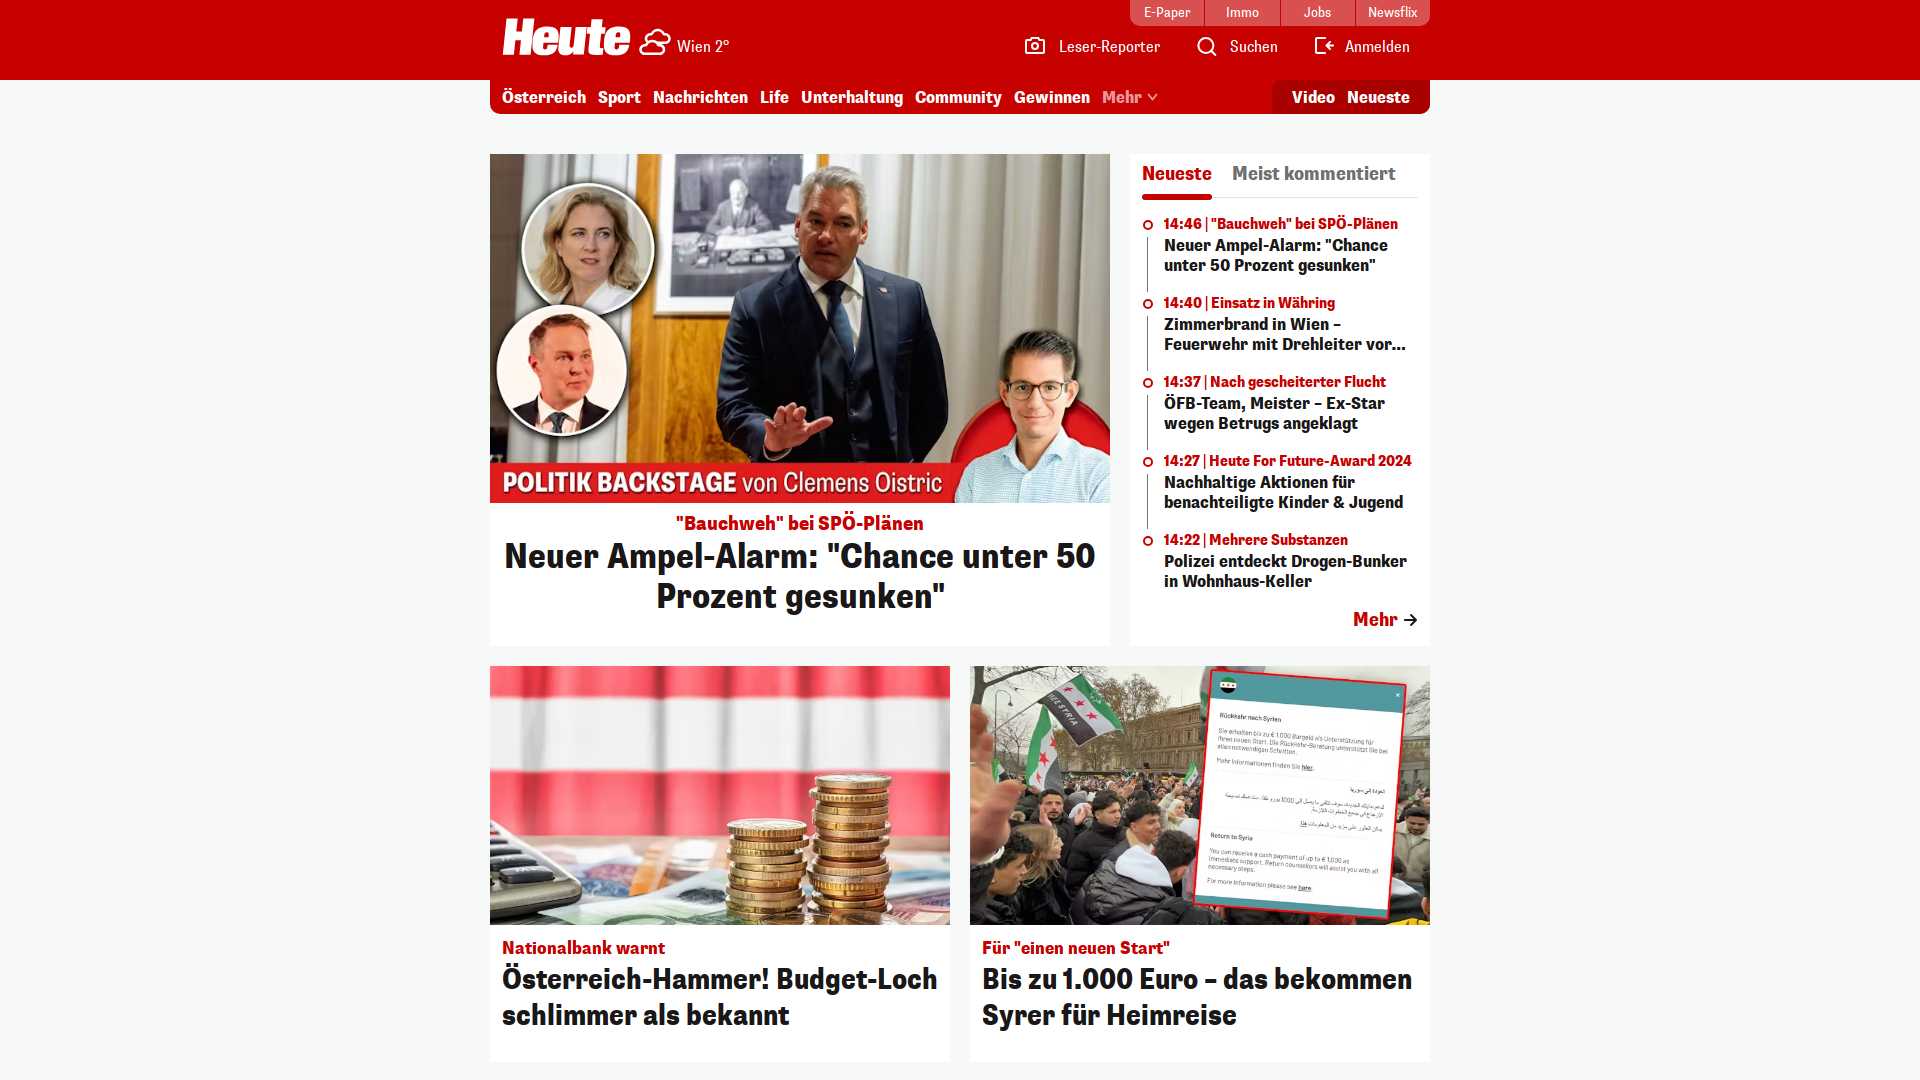 E-Paper
Immo
Jobs
Newsflix
Heute
Wien 2°
Leser-Reporter
Suchen
Anmelden
Österreich
Sport
Nachrichten
Life
Unterhaltung
Community
Gewinnen
Mehr
Video
Neueste
POLITIK BACKSTAGE von Clemens Oistric
"Bauchweh" bei SPÖ-Plänen
Neuer Ampel-Alarm: "Chance unter 50
Prozent gesunken"
Neueste
Meist kommentiert
14:46 | "Bauchweh" bei SPÖ-Plänen
Neuer Ampel-Alarm: "Chance
unter 50 Prozent gesunken"
14:40 | Einsatz in Währing
Zimmerbrand in Wien –
Feuerwehr mit Drehleiter vor...
14:37 | Nach gescheiterter Flucht
ÖFB-Team, Meister – Ex-Star
wegen Betrugs angeklagt
14:27 | Heute For Future-Award 2024
Nachhaltige Aktionen für
benachteiligte Kinder & Jugend
14:22 | Mehrere Substanzen
Polizei entdeckt Drogen-Bunker
in Wohnhaus-Keller
Mehr
Nationalbank warnt
Österreich-Hammer! Budget-Loch
schlimmer als bekannt
Rückkehr nach Syrien
Sie erhalten bis zu € 1.000 Bargeld als Unterstützung für
Ihren neuen Start. Die Rückkehr-Beratung unterstützt Sie bei
allen notwendigen Schritten.
Mehr Informationen finden Sie hier.
العودة إلى سوريا
Return to Syria
You can receive a cash payment of up to € 1,000 as
immediate support. Return counselors will assist you with all
necessary steps.
For more information please see here.
Für "einen neuen Start"
Bis zu 1.000 Euro – das bekommen
Syrer für Heimreise